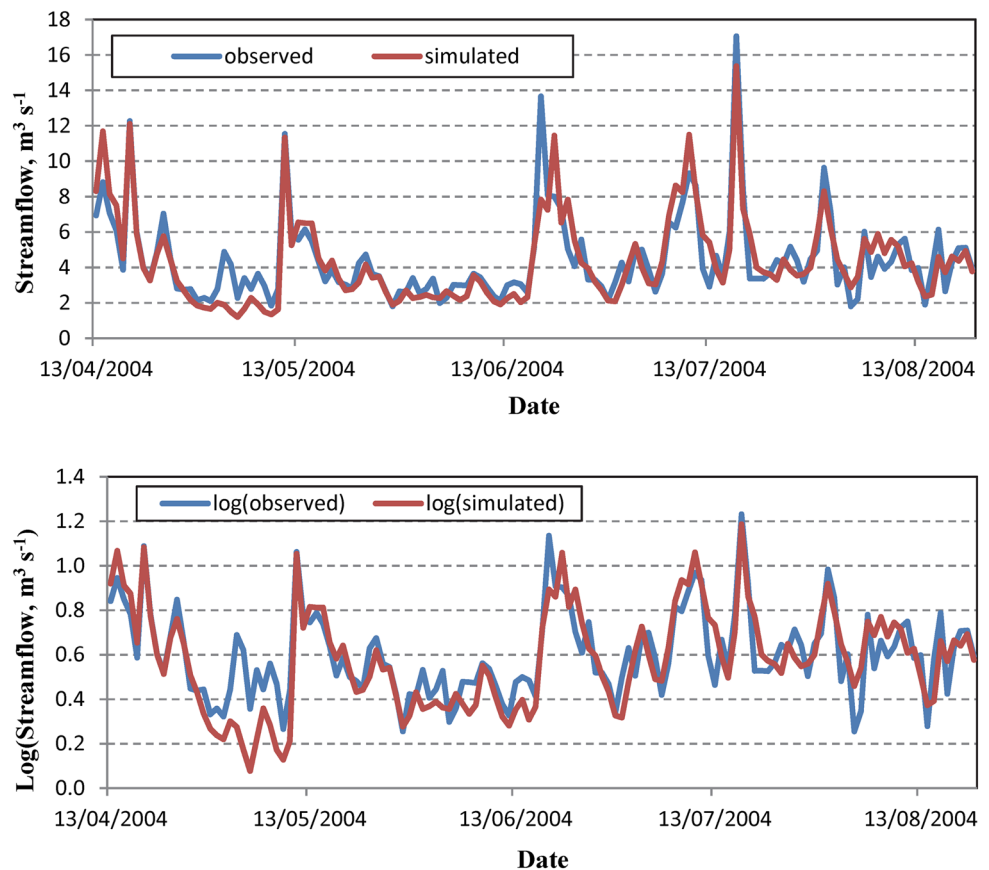 18
16
14
12
10
8
6
4
2
0
Streamflow, m³ s⁻¹
observed simulated
13/04/2004 13/05/2004 13/06/2004 13/07/2004 13/08/2004
Date
1.4
1.2
1.0
0.8
0.6
0.4
0.2
0.0
Log(Streamflow, m³ s⁻¹)
log(observed) log(simulated)
13/04/2004 13/05/2004 13/06/2004 13/07/2004 13/08/2004
Date